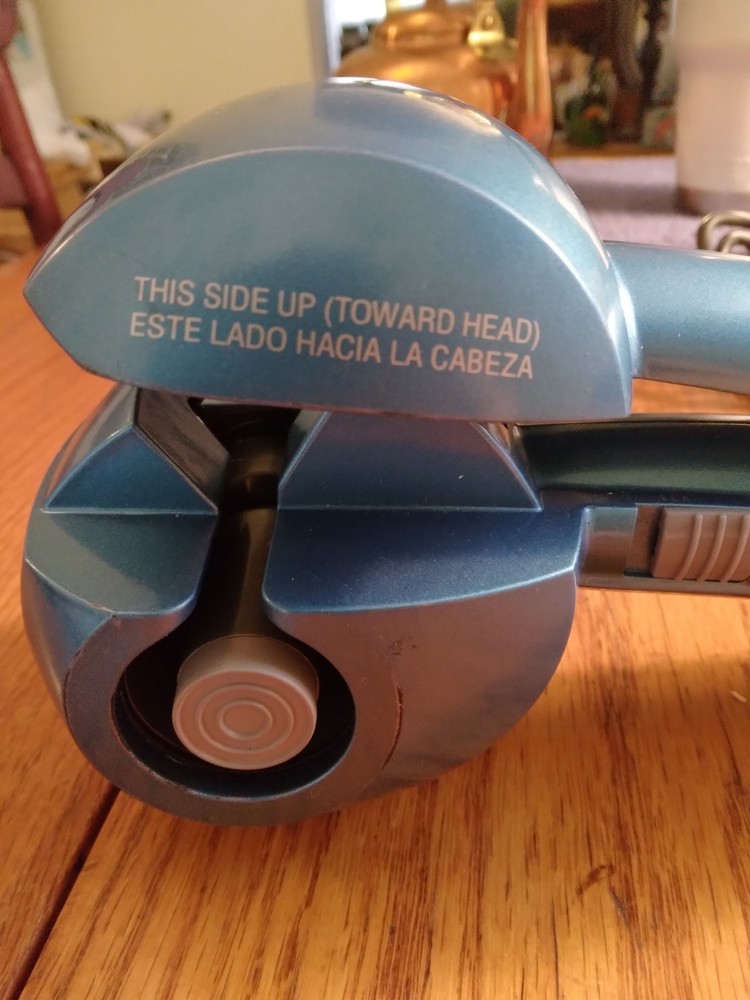 THIS SIDE UP (TOWARD HEAD)
ESTE LADO HACIA LA CABEZA